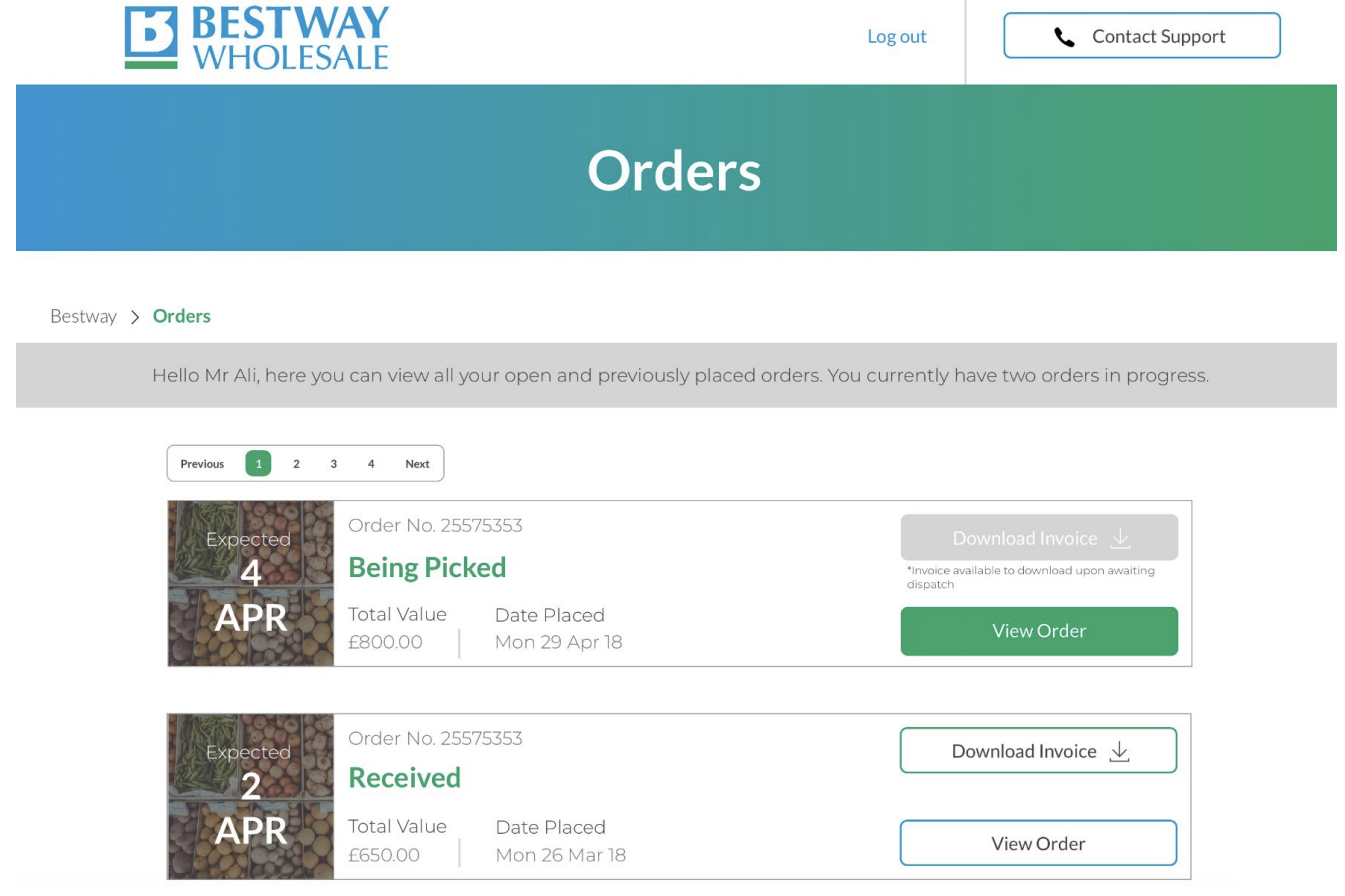 BESTWAY
WHOLESALE
Log out
Contact Support
Orders
Bestway > Orders
Hello Mr Ali, here you can view all your open and previously placed orders. You currently have two orders in progress.
Previous 1 2 3 4 Next
Expected
4
APR
Order No. 25575353
Being Picked
Total Value Date Placed
£800.00 Mon 29 Apr 18
Download Invoice
*Invoice available to download upon awaiting
dispatch
View Order
Expected
2
APR
Order No. 25575353
Received
Total Value Date Placed
£650.00 Mon 26 Mar 18
Download Invoice
View Order